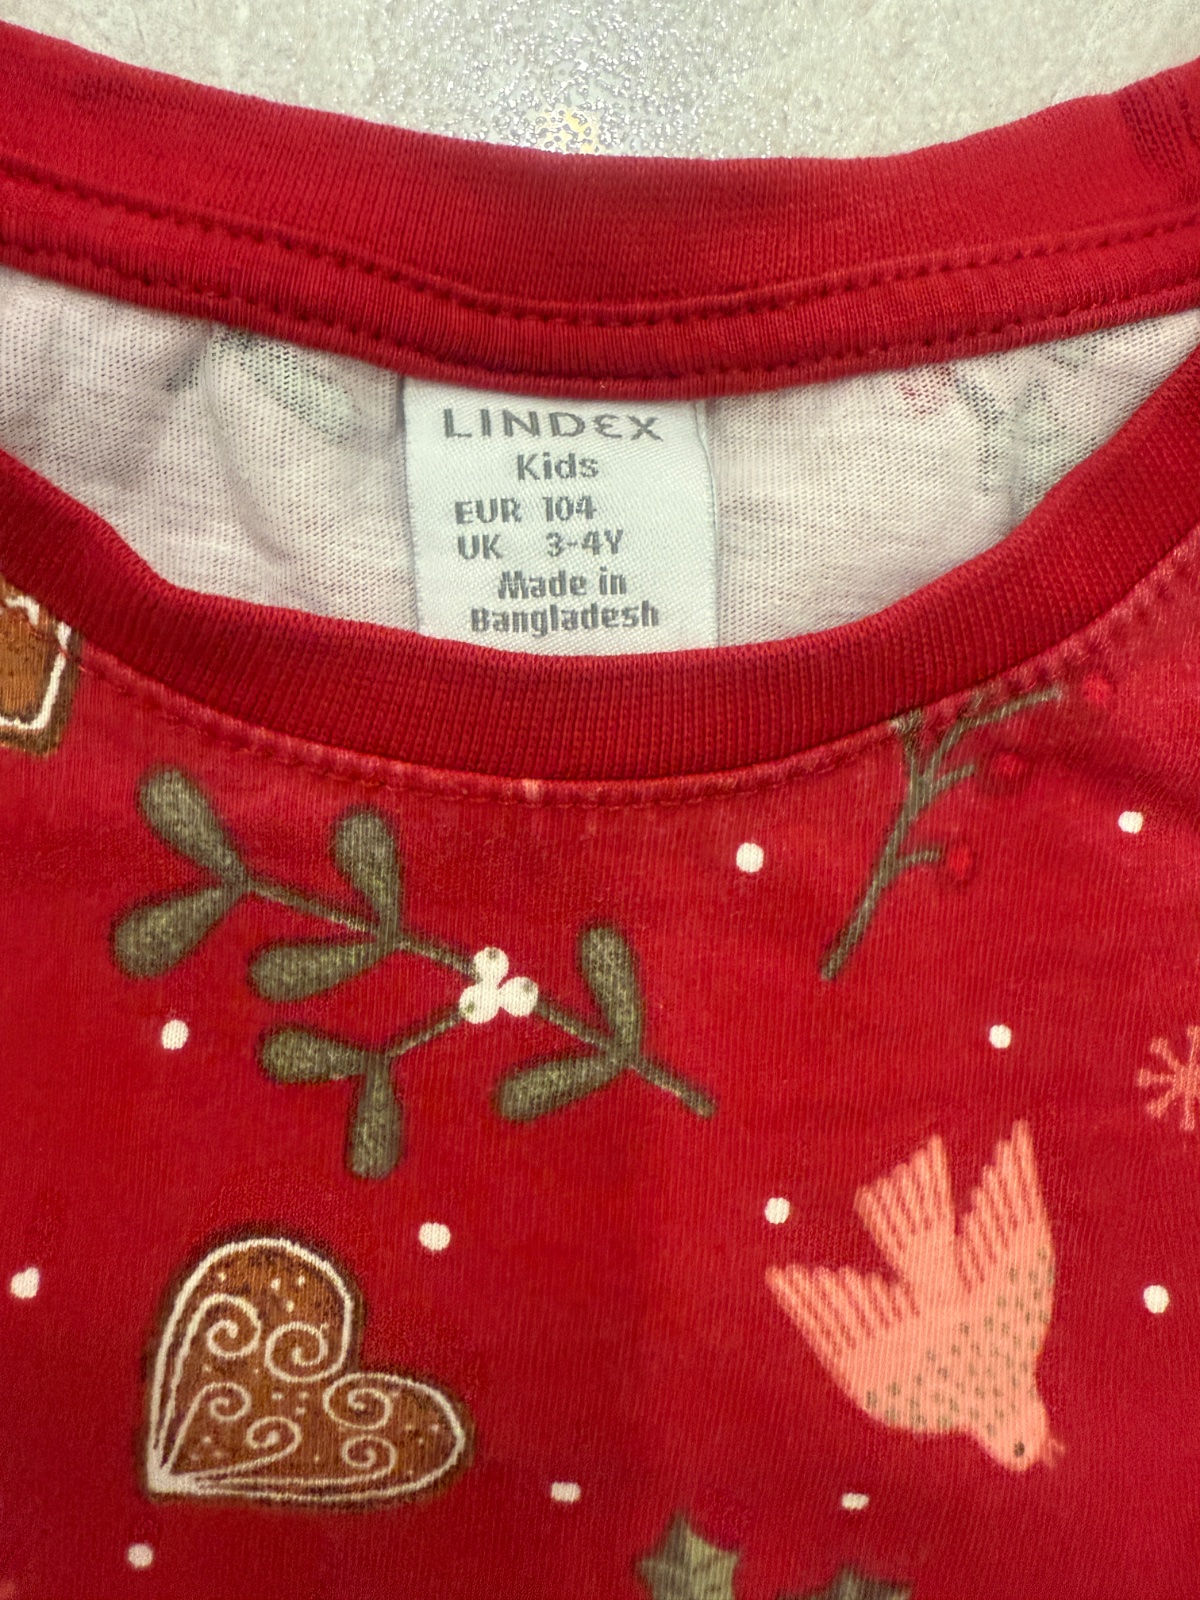 LINDEX
Kids
EUR 104
UK 3-4Y
Made in
Bangladesh